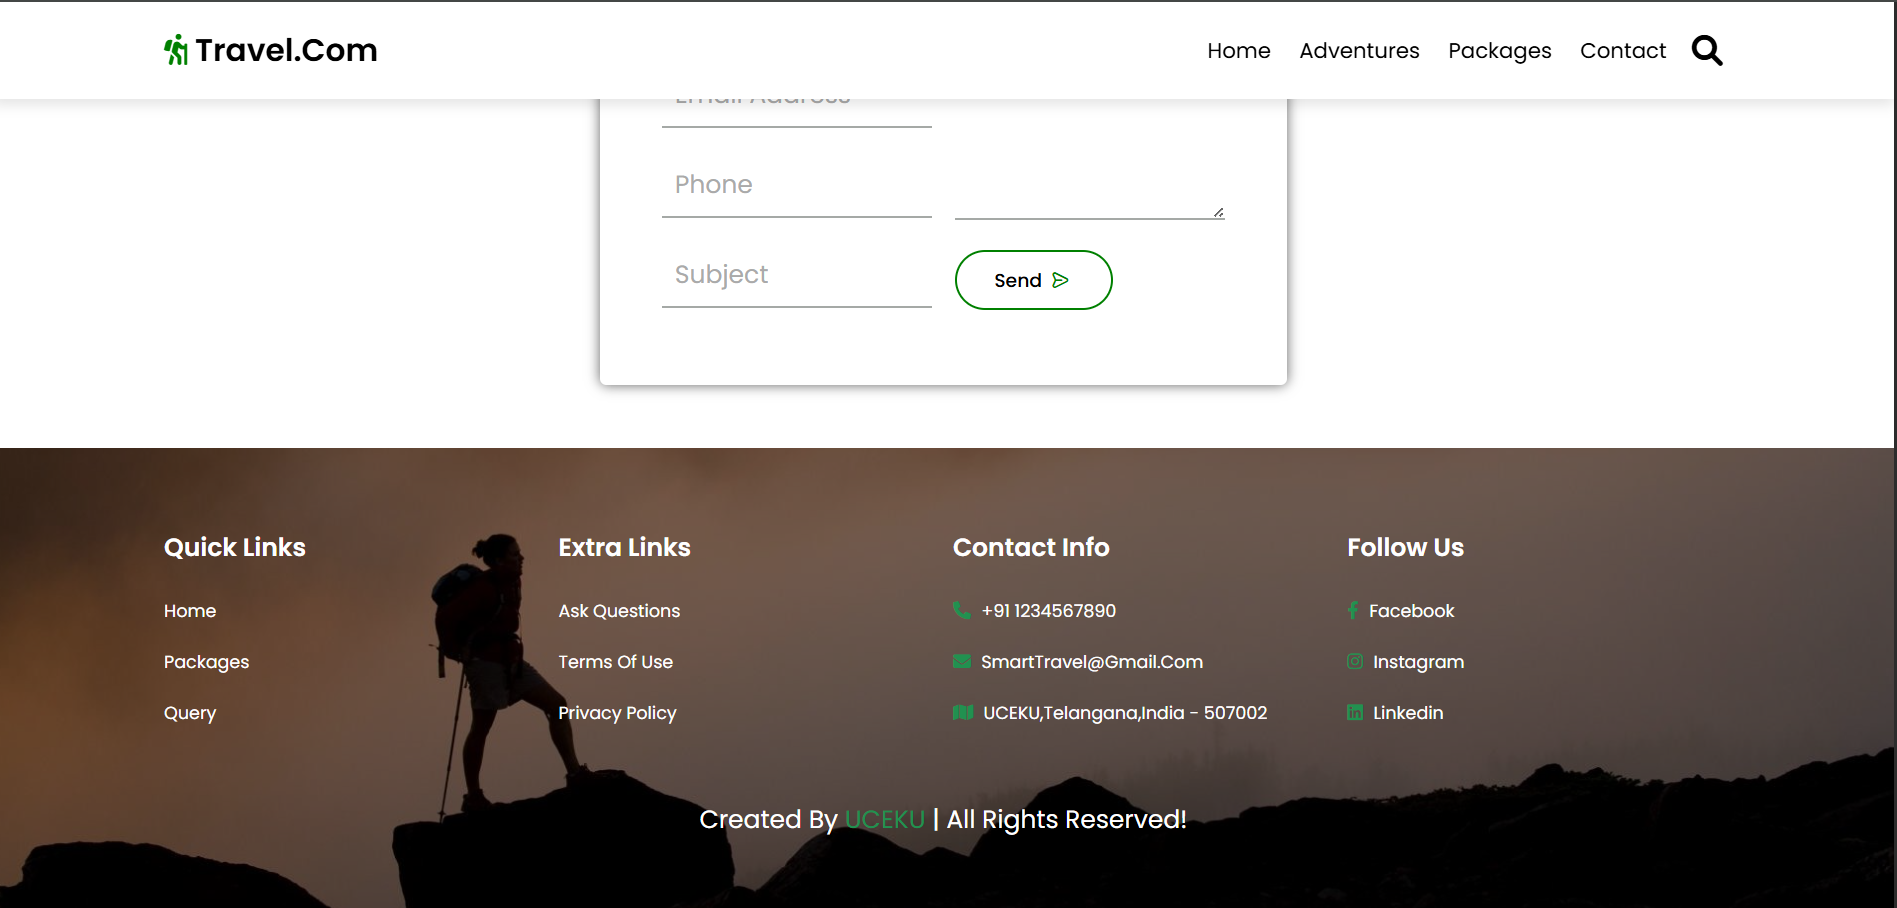 Travel.Com
Home Adventures Packages Contact
Email Address
Phone
Subject
Send
Quick Links
Home
Packages
Query
Extra Links
Ask Questions
Terms Of Use
Privacy Policy
Contact Info
+91 1234567890
SmartTravel@Gmail.Com
UCEKU,Telangana,India - 507002
Follow Us
Facebook
Instagram
Linkedin
Created By UCEKU | All Rights Reserved!